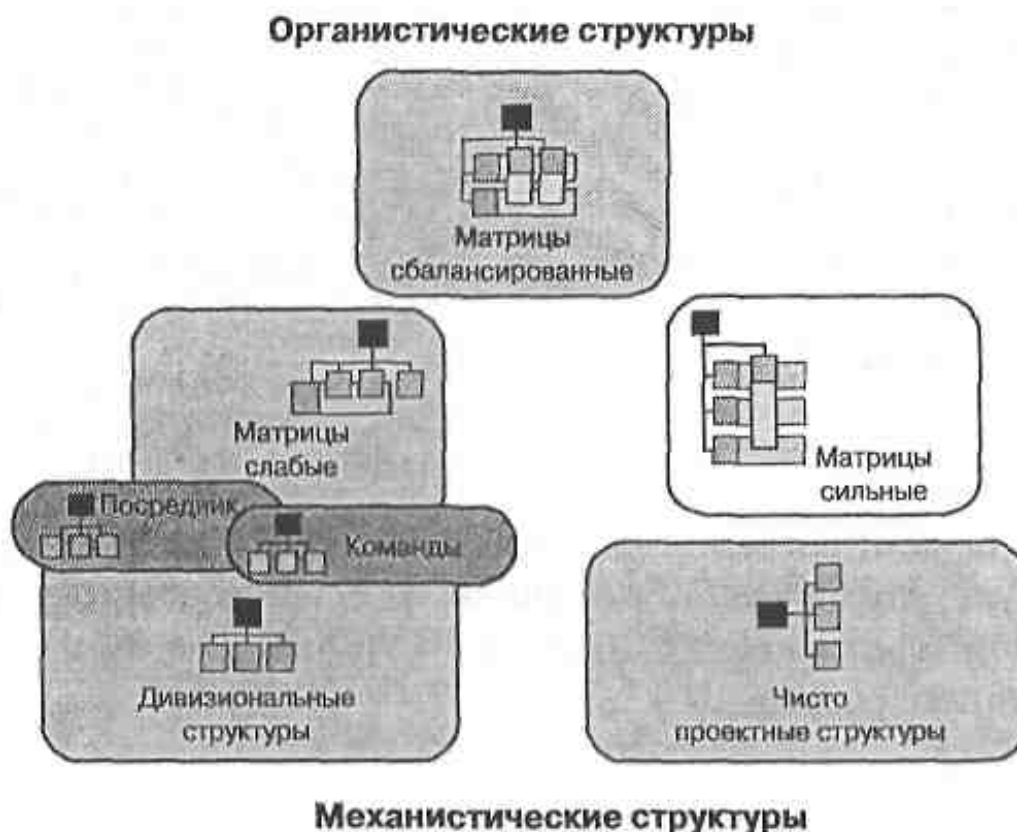 Органистические структуры
Матрицы
сбалансированные
Матрицы
слабые
Матрицы
сильные
Посредник
Команды
Дивизиональные
структуры
Чисто
проектные структуры
Механистические структуры